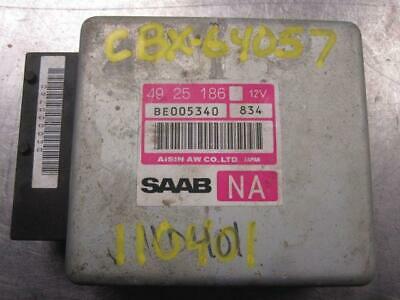 CBX-64057
49 25 186 12V
BE005340 834
AISIN AW CO., LTD. JAPAN
SAAB NA
110401